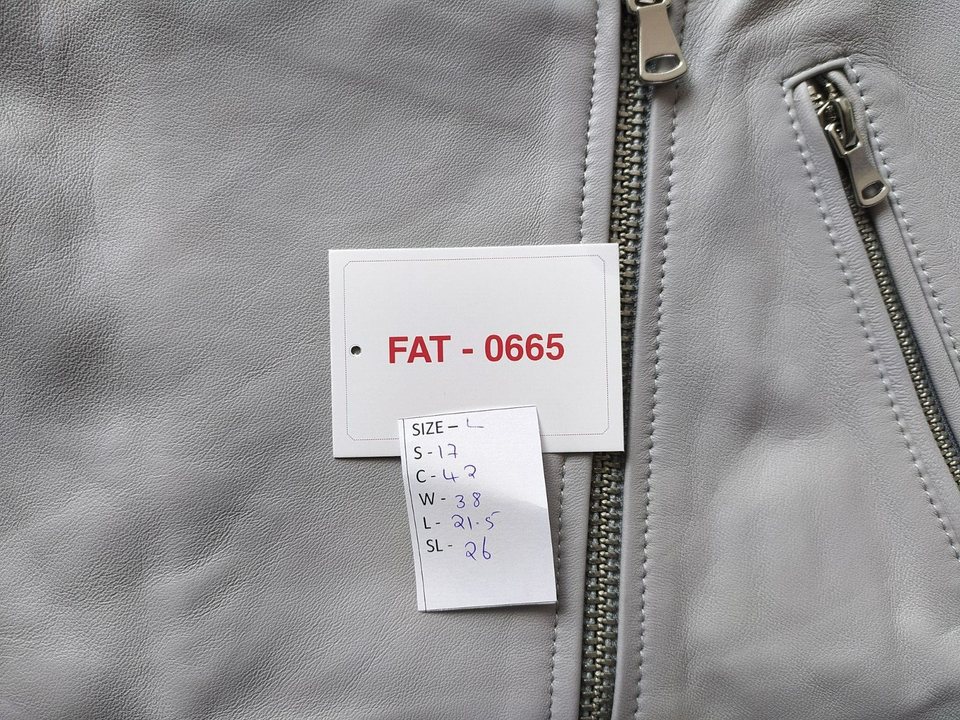 FAT - 0665
SIZE - L
S - 17
C - 42
W - 38
L - 21.5
SL - 26